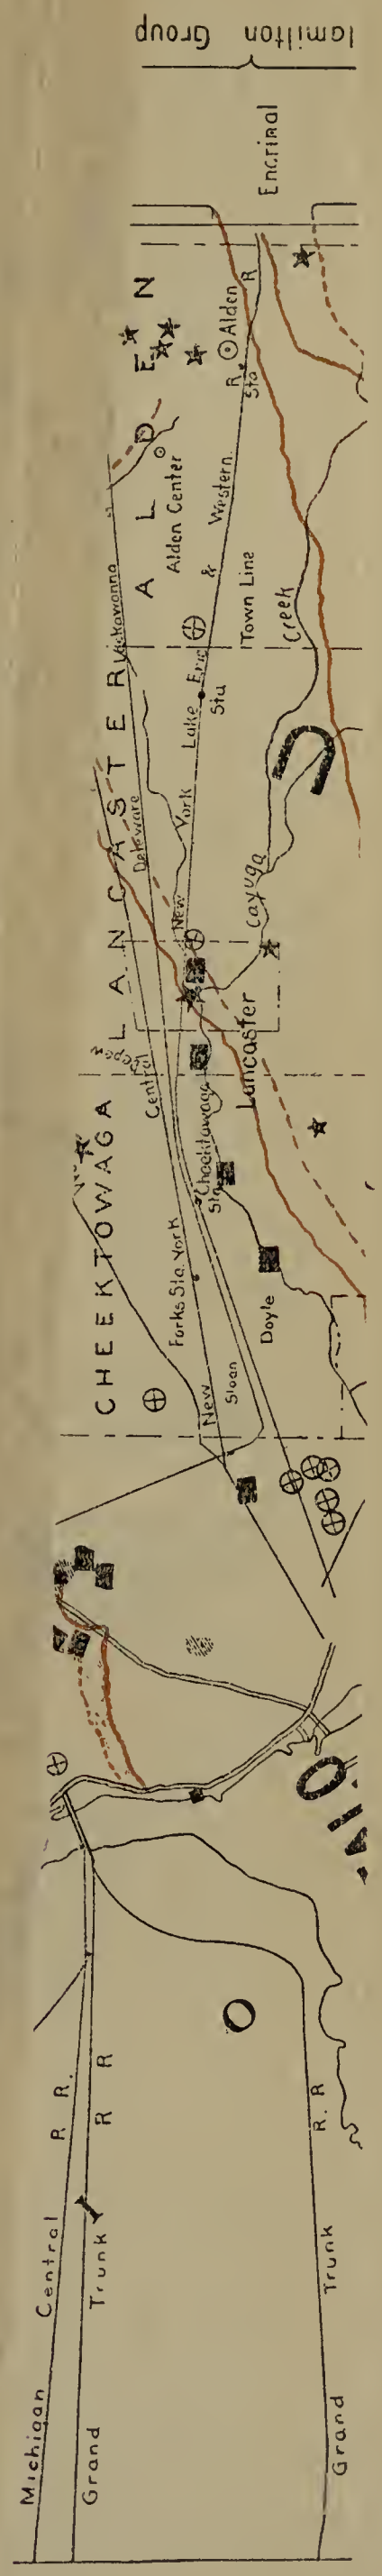 Hamilton Group
Encrinal
A L D E N
Alden
R R
Sta
Alden Center
Town Line
Creek
New York Lake Erie & Western
Sta
L A N C A S T E R
Delaware Lackawanna
Cayuga
Lancaster
Depew
CHEEKTOWAGA
New York Central
Cheektowaga
Sta
Forks Sta.
Sloan
Doyle
O
Michigan Central R R.
Grand Trunk R R
Grand Trunk R. R